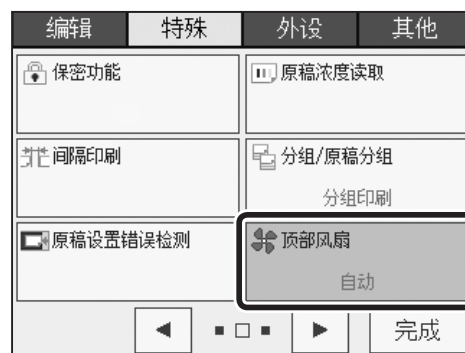 编辑 特殊 外设 其他
保密功能 原稿浓度读取
间隔印刷 分组/原稿分组
分组印刷
原稿设置错误检测 顶部风扇
自动
完成